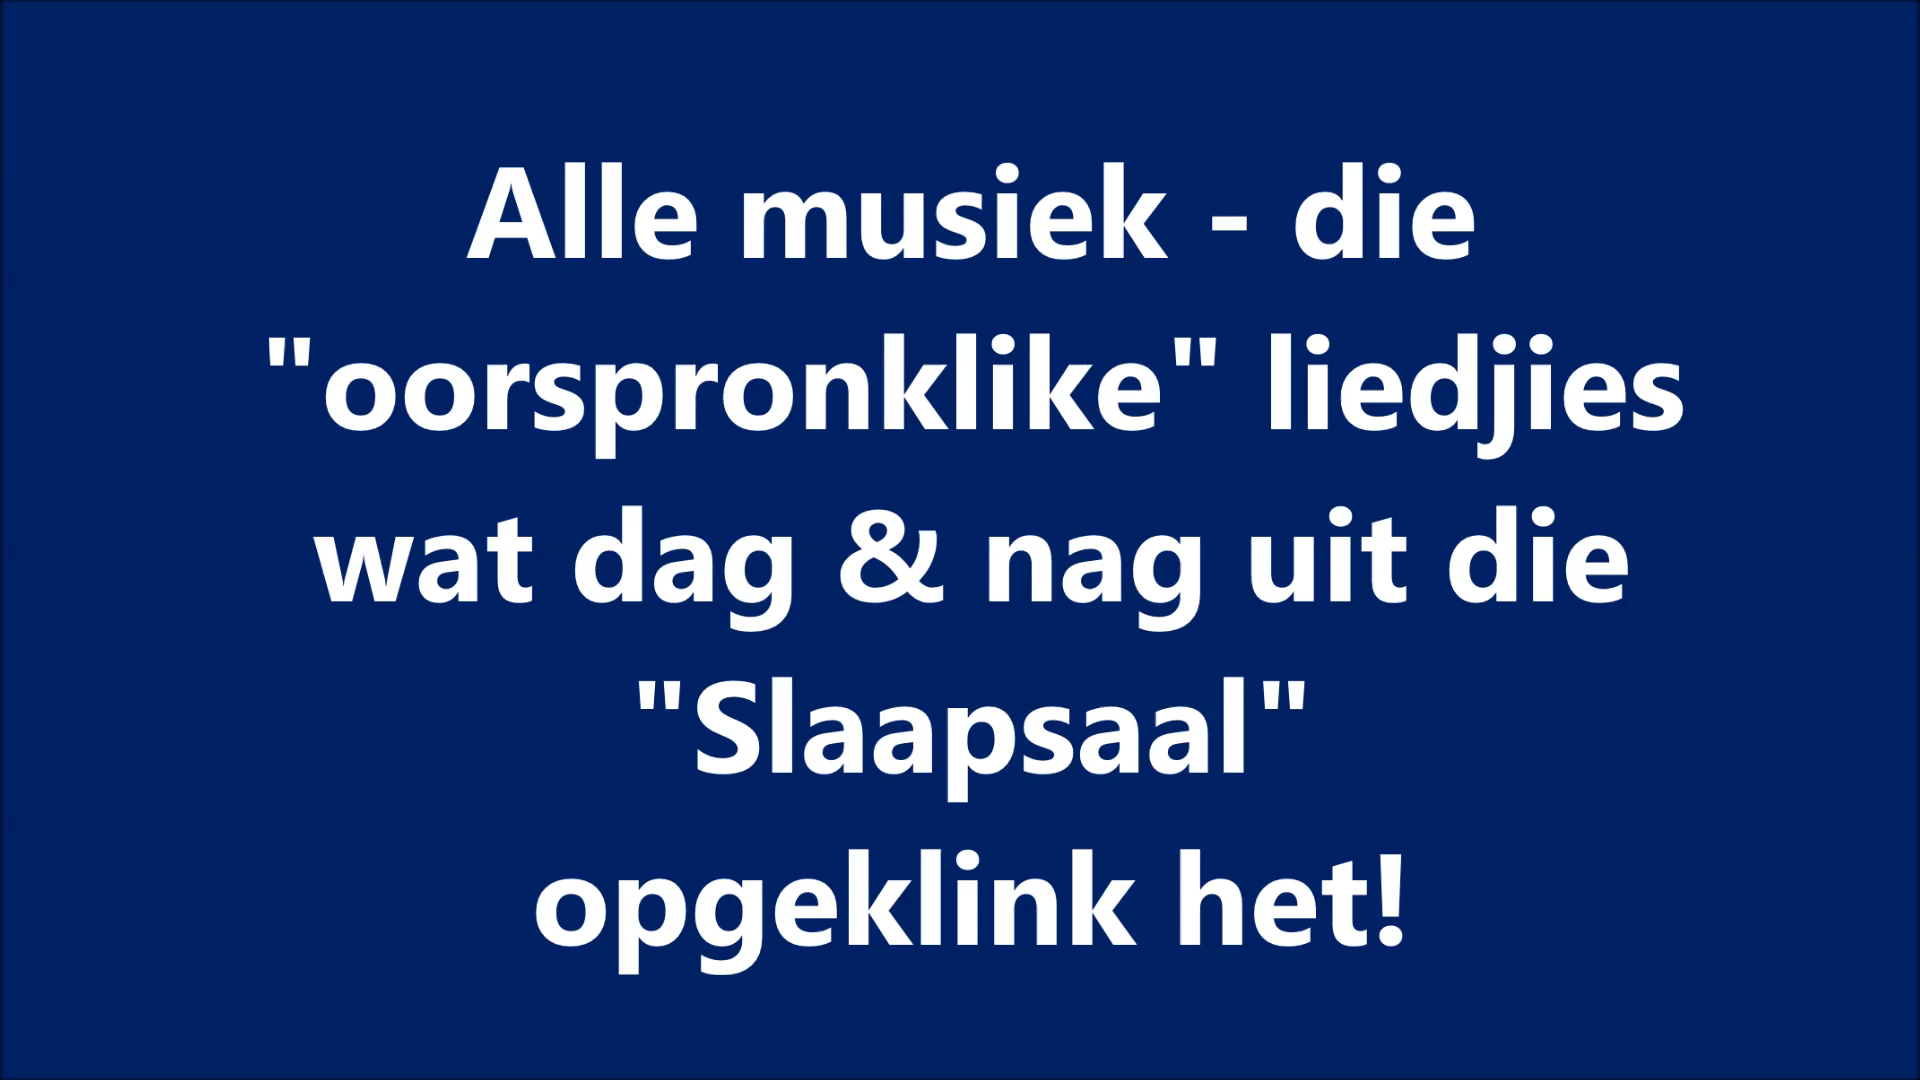 Alle musiek - die
"oorspronklike" liedjies
wat dag & nag uit die
"Slaapsaal"
opgeklink het!